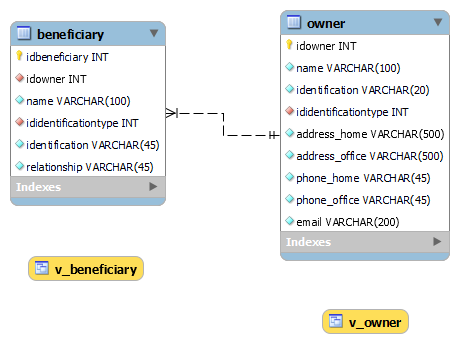 beneficiary
idbeneficiary INT
idowner INT
name VARCHAR(100)
ididentificationtype INT
identification VARCHAR(45)
relationship VARCHAR(45)
Indexes
v_beneficiary
owner
idowner INT
name VARCHAR(100)
identification VARCHAR(20)
ididentificationtype INT
address_home VARCHAR(500)
address_office VARCHAR(500)
phone_home VARCHAR(45)
phone_office VARCHAR(45)
email VARCHAR(200)
Indexes
v_owner